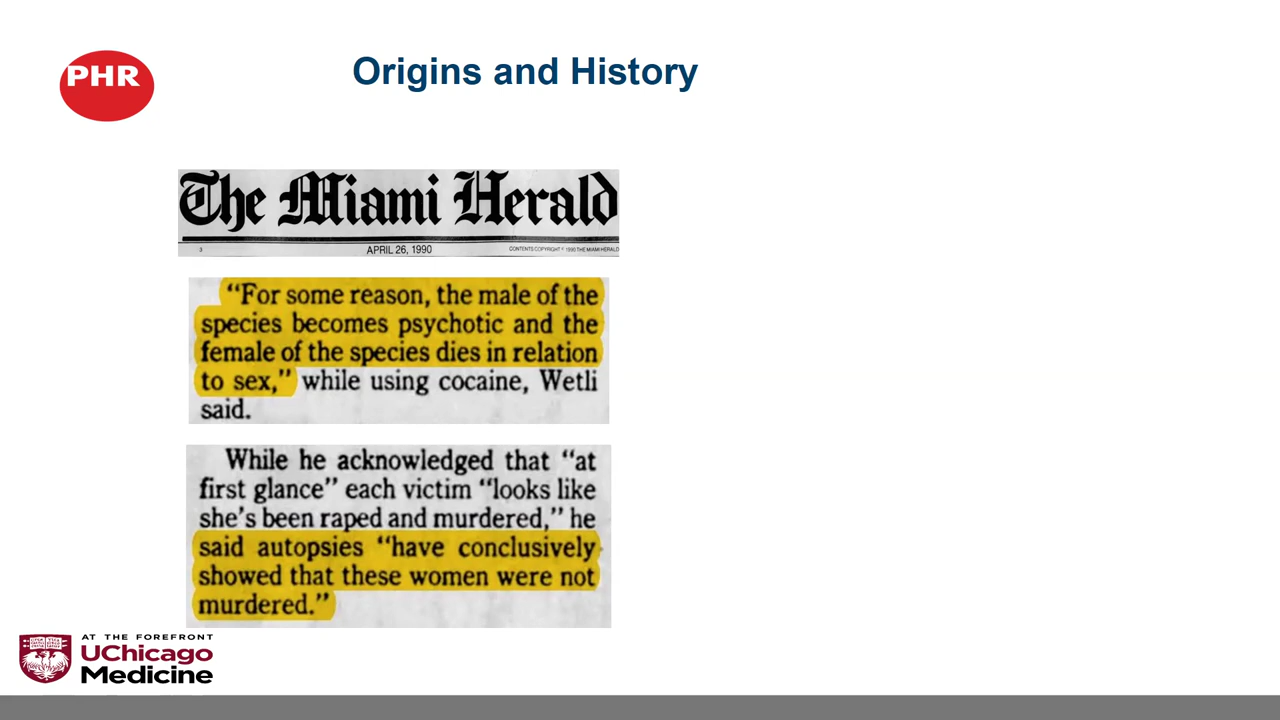 PHR
Origins and History
The Miami Herald
3
APRIL 26, 1990
CONTENTS COPYRIGHT © 1990 THE MIAMI HERALD
“For some reason, the male of the
species becomes psychotic and the
female of the species dies in relation
to sex,” while using cocaine, Wetli
said.
While he acknowledged that “at
first glance” each victim “looks like
she’s been raped and murdered,” he
said autopsies “have conclusively
showed that these women were not
murdered.”
AT THE FOREFRONT
UChicago
Medicine